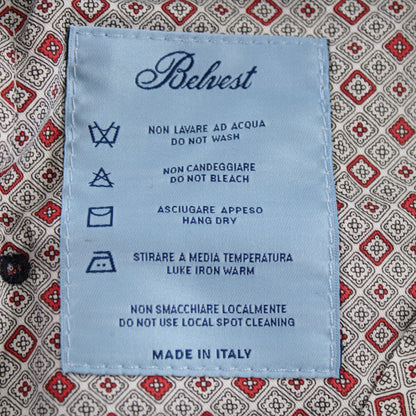 Belvest
NON LAVARE AD ACQUA
DO NOT WASH
NON CANDEGGIARE
DO NOT BLEACH
ASCIUGARE APPESO
HANG DRY
STIRARE A MEDIA TEMPERATURA
LUKE IRON WARM
NON SMACCHIARE LOCALMENTE
DO NOT USE LOCAL SPOT CLEANING
MADE IN ITALY